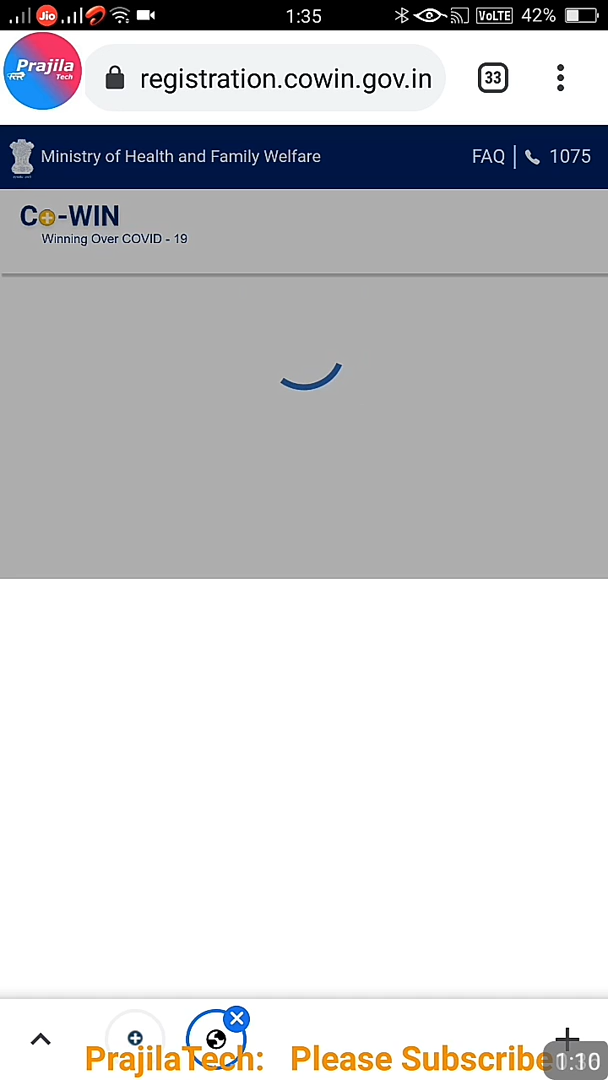 Jio
1:35
VoLTE
42%
Prajila
Tech
registration.cowin.gov.in
33
Ministry of Health and Family Welfare
FAQ
1075
Co-WIN
Winning Over COVID - 19
PrajilaTech: Please Subscribe
1:10